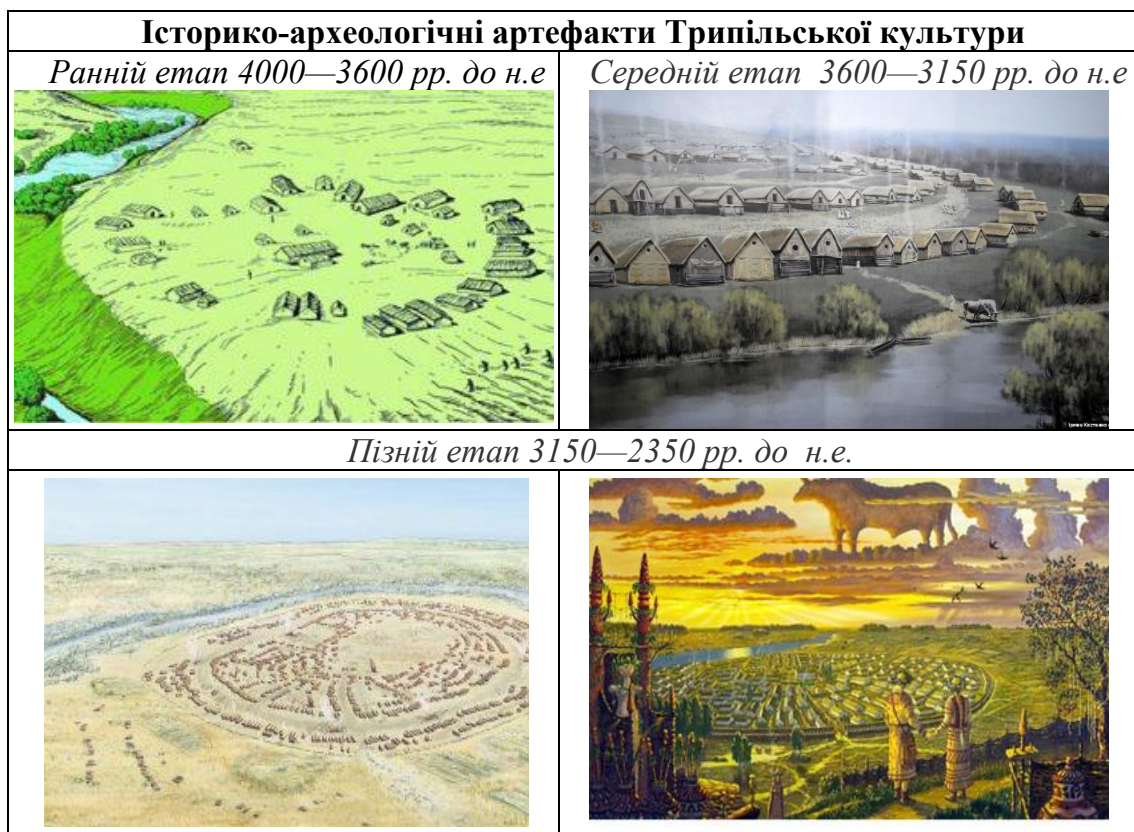 Історико-археологічні артефакти Трипільської культури
Ранній етап 4000—3600 рр. до н.е
Середній етап 3600—3150 рр. до н.е
Пізній етап 3150—2350 рр. до н.е.